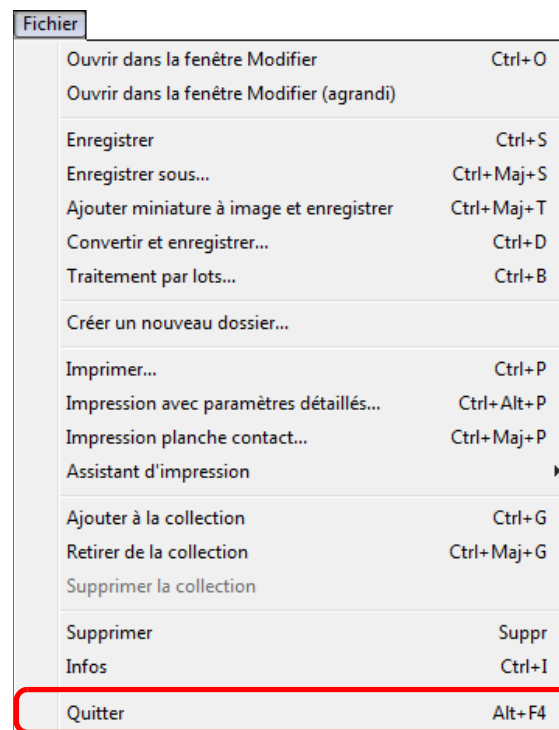 Fichier
Ouvrir dans la fenêtre Modifier Ctrl+O
Ouvrir dans la fenêtre Modifier (agrandi)
Enregistrer Ctrl+S
Enregistrer sous... Ctrl+Maj+S
Ajouter miniature à image et enregistrer Ctrl+Maj+T
Convertir et enregistrer... Ctrl+D
Traitement par lots... Ctrl+B
Créer un nouveau dossier...
Imprimer... Ctrl+P
Impression avec paramètres détaillés... Ctrl+Alt+P
Impression planche contact... Ctrl+Maj+P
Assistant d'impression
Ajouter à la collection Ctrl+G
Retirer de la collection Ctrl+Maj+G
Supprimer la collection
Supprimer Suppr
Infos Ctrl+I
Quitter Alt+F4